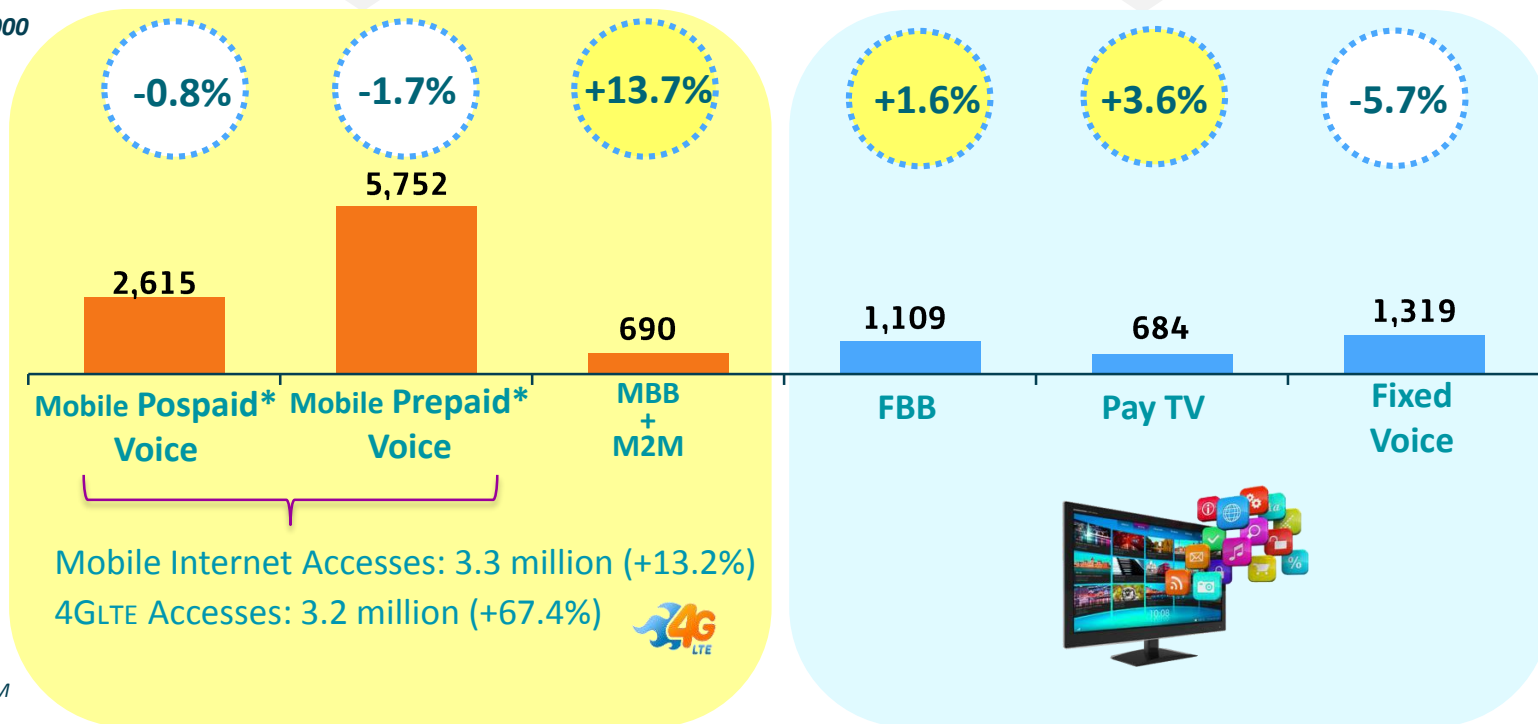 -0.8%
-1.7%
+13.7%
+1.6%
+3.6%
-5.7%
2,615
5,752
690
1,109
684
1,319
Mobile Pospaid*
Voice
Mobile Prepaid*
Voice
MBB
+
M2M
FBB
Pay TV
Fixed
Voice
Mobile Internet Accesses: 3.3 million (+13.2%)
4GLTE Accesses: 3.2 million (+67.4%)
4G
LTE
10:08